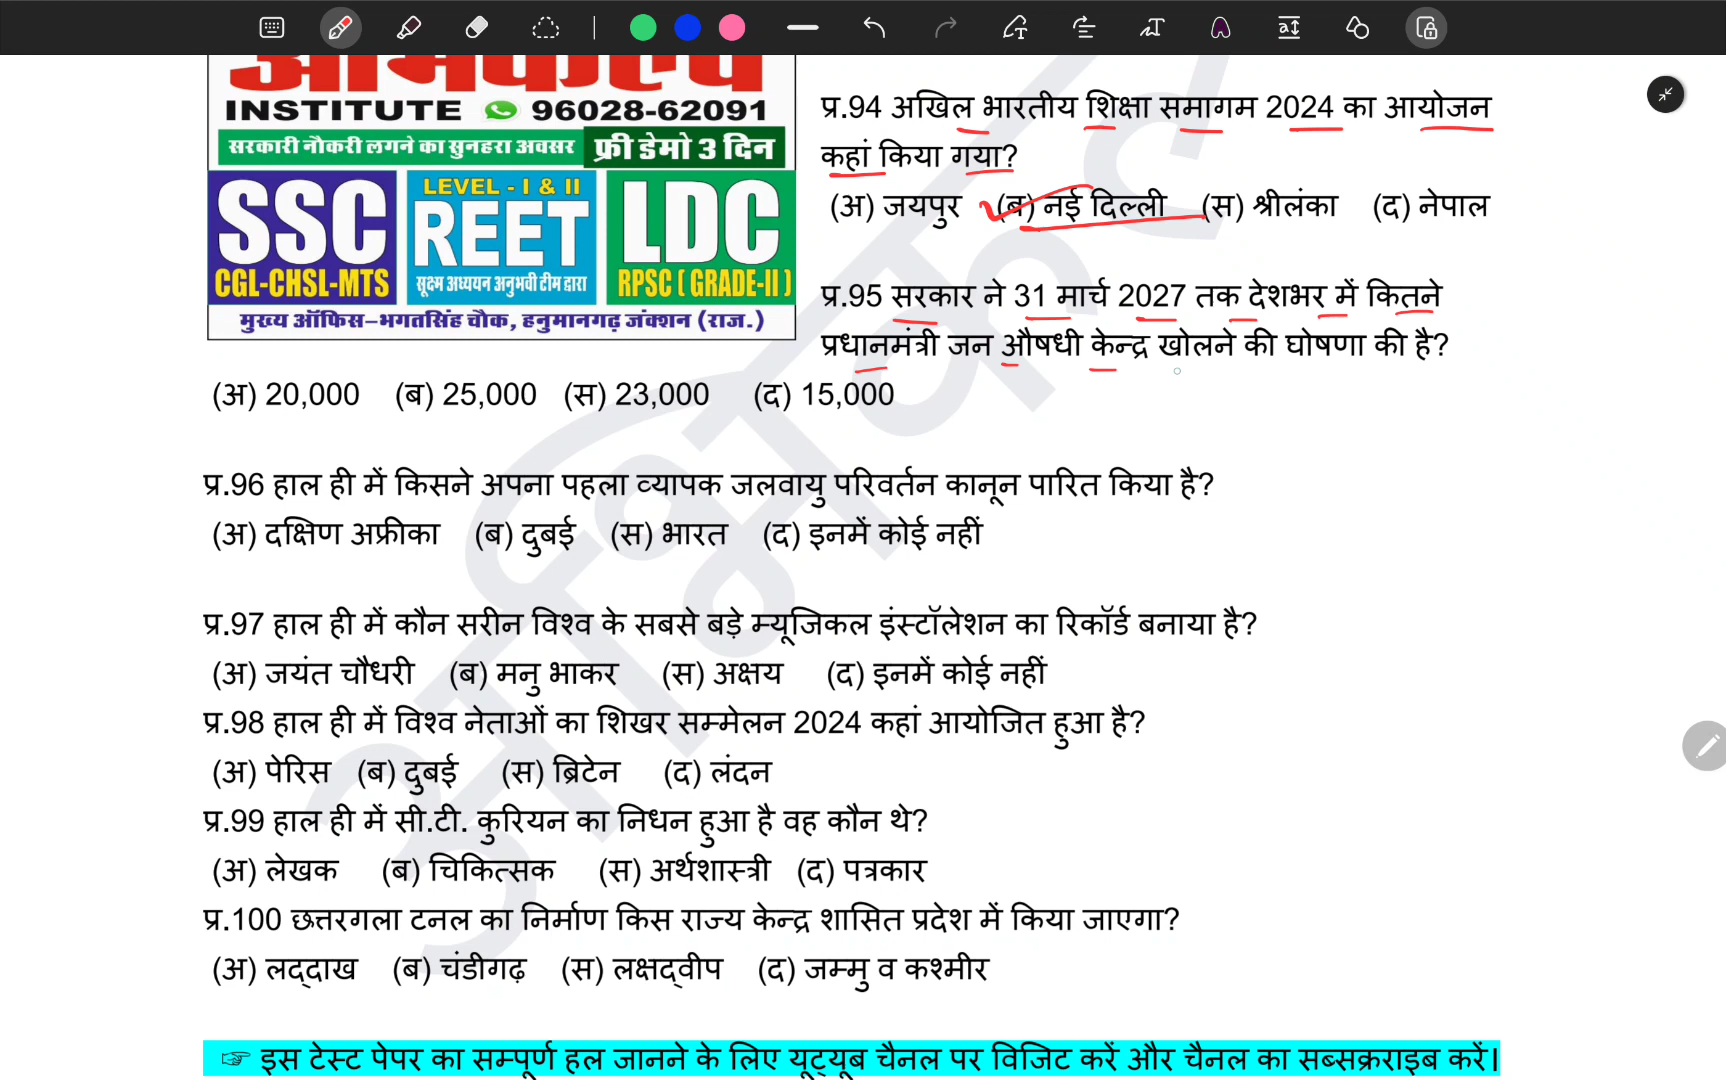 INSTITUTE 96028-62091
सरकारी नौकरी लगने का सुनहरा अवसर फ्री डेमो 3 दिन
SSC
CGL-CHSL-MTS
LEVEL - I & II
REET
सूक्ष्म अध्ययन अनुभवी टीम द्वारा
LDC
RPSC ( GRADE-II )
मुख्य ऑफिस–भगतसिंह चौक, हनुमानगढ़ जंक्शन (राज.)
प्र.94 अखिल भारतीय शिक्षा समागम 2024 का आयोजन
कहां किया गया?
(अ) जयपुर (ब) नई दिल्ली (स) श्रीलंका (द) नेपाल
प्र.95 सरकार ने 31 मार्च 2027 तक देशभर में कितने
प्रधानमंत्री जन औषधी केन्द्र खोलने की घोषणा की है?
(अ) 20,000 (ब) 25,000 (स) 23,000 (द) 15,000
प्र.96 हाल ही में किसने अपना पहला व्यापक जलवायु परिवर्तन कानून पारित किया है?
(अ) दक्षिण अफ्रीका (ब) दुबई (स) भारत (द) इनमें कोई नहीं
प्र.97 हाल ही में कौन सरीन विश्व के सबसे बड़े म्यूजिकल इंस्टॉलेशन का रिकॉर्ड बनाया है?
(अ) जयंत चौधरी (ब) मनु भाकर (स) अक्षय (द) इनमें कोई नहीं
प्र.98 हाल ही में विश्व नेताओं का शिखर सम्मेलन 2024 कहां आयोजित हुआ है?
(अ) पेरिस (ब) दुबई (स) ब्रिटेन (द) लंदन
प्र.99 हाल ही में सी.टी. कुरियन का निधन हुआ है वह कौन थे?
(अ) लेखक (ब) चिकित्सक (स) अर्थशास्त्री (द) पत्रकार
प्र.100 छत्तरगला टनल का निर्माण किस राज्य केन्द्र शासित प्रदेश में किया जाएगा?
(अ) लद्दाख (ब) चंडीगढ़ (स) लक्षद्वीप (द) जम्मु व कश्मीर
☞ इस टेस्ट पेपर का सम्पूर्ण हल जानने के लिए यूट्यूब चैनल पर विजिट करें और चैनल का सब्सक्राइब करें।